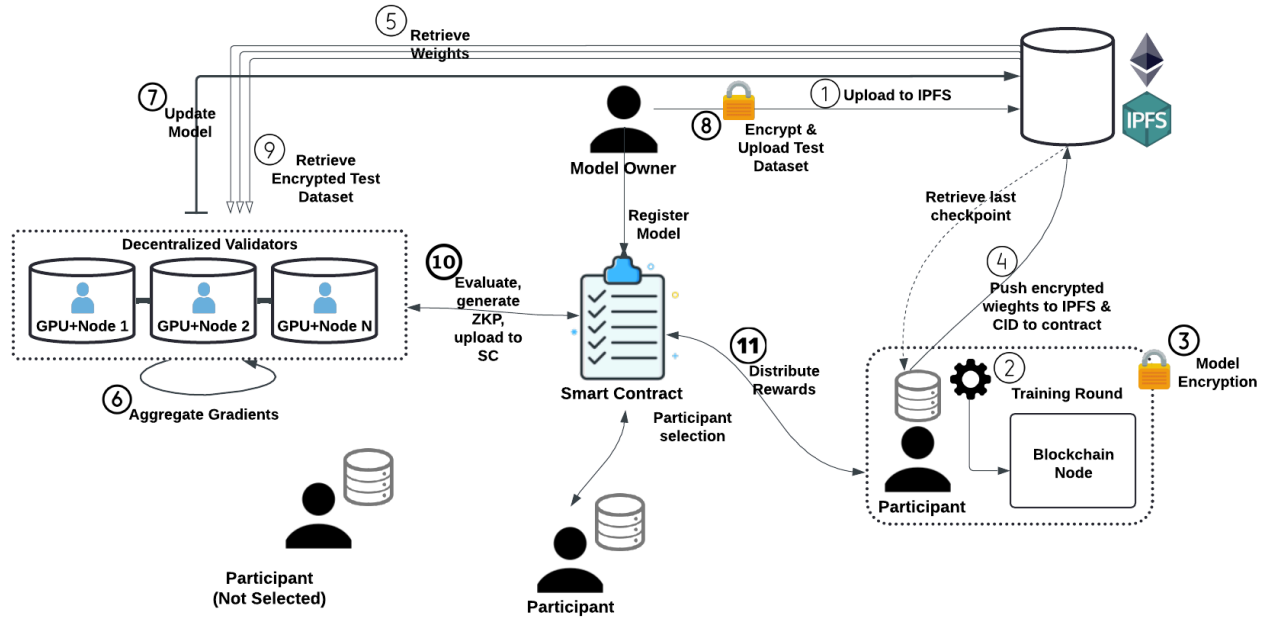 5
Retrieve
Weights
7
Update
Model
9
Retrieve
Encrypted Test
Dataset
Model Owner
8
Encrypt &
Upload Test
Dataset
1
Upload to IPFS
IPFS
Register
Model
Retrieve last
checkpoint
4
Push encrypted
wieghts to IPFS &
CID to contract
Decentralized Validators
GPU+Node 1
GPU+Node 2
GPU+Node N
6
Aggregate Gradients
10
Evaluate,
generate
ZKP,
upload to
SC
Smart Contract
11
Distribute
Rewards
Participant
selection
3
Model
Encryption
2
Training Round
Blockchain
Node
Participant
Participant
(Not Selected)
Participant